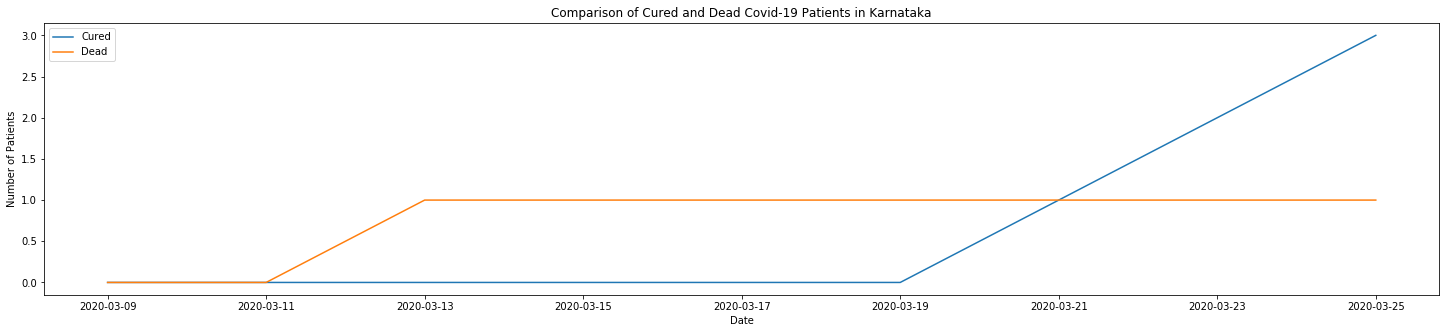 Comparison of Cured and Dead Covid-19 Patients in Karnataka
Cured
Dead
3.0
2.5
2.0
1.5
1.0
0.5
0.0
Number of Patients
2020-03-09 2020-03-11 2020-03-13 2020-03-15 2020-03-17 2020-03-19 2020-03-21 2020-03-23 2020-03-25
Date